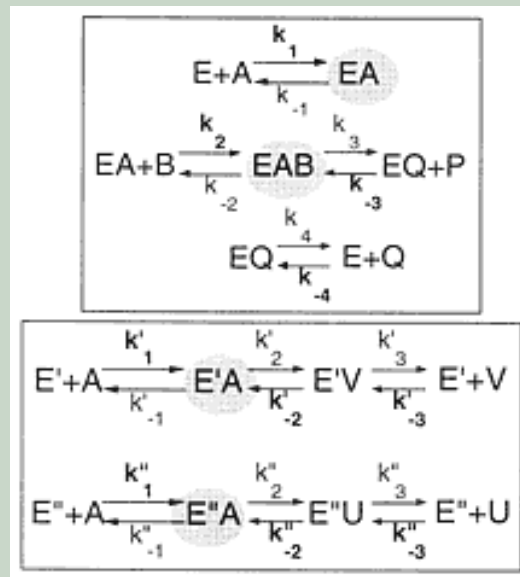 k₁
E+A ⇌ EA
k₋₁
k₂ k₃
EA+B ⇌ EAB ⇌ EQ+P
k₋₂ k₋₃
k₄
EQ ⇌ E+Q
k₋₄
k'₁ k'₂ k'₃
E'+A ⇌ E'A ⇌ E'V ⇌ E'+V
k'₋₁ k'₋₂ k'₋₃
k"₁ k"₂ k"₃
E"+A ⇌ E"A ⇌ E"U ⇌ E"+U
k"₋₁ k"₋₂ k"₋₃